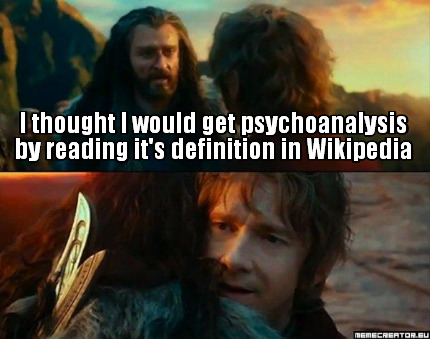 I thought I would get psychoanalysis
by reading it's definition in Wikipedia
MEMECREATOR.EU